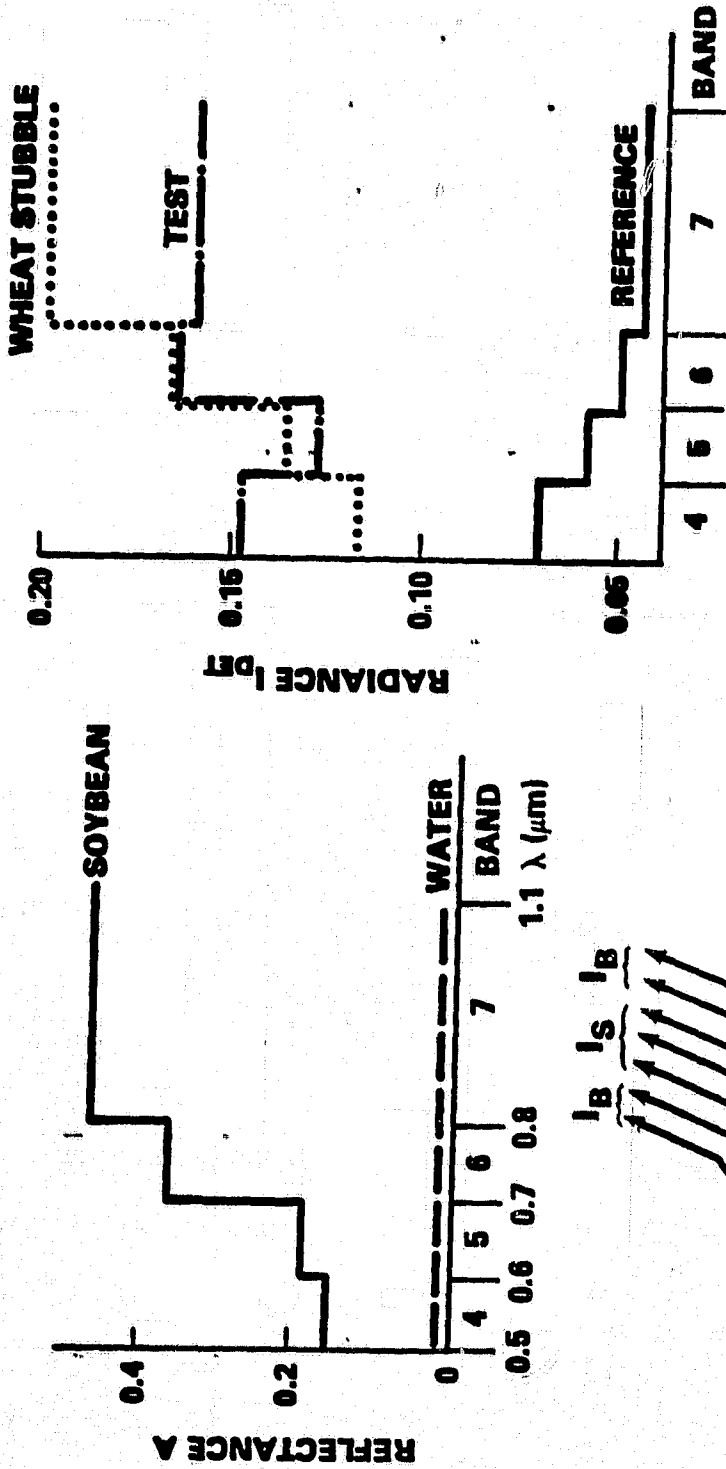 REFLECTANCE A
0.4
0.2
0
SOYBEAN
WATER
4 5 6 7 BAND
0.5 0.6 0.7 0.8 1.1 λ (μm)
I_B I_S I_B
RADIANCE I_DET
0.20
0.15
0.10
0.05
WHEAT STUBBLE
TEST
REFERENCE
4 5 6 7 BAND